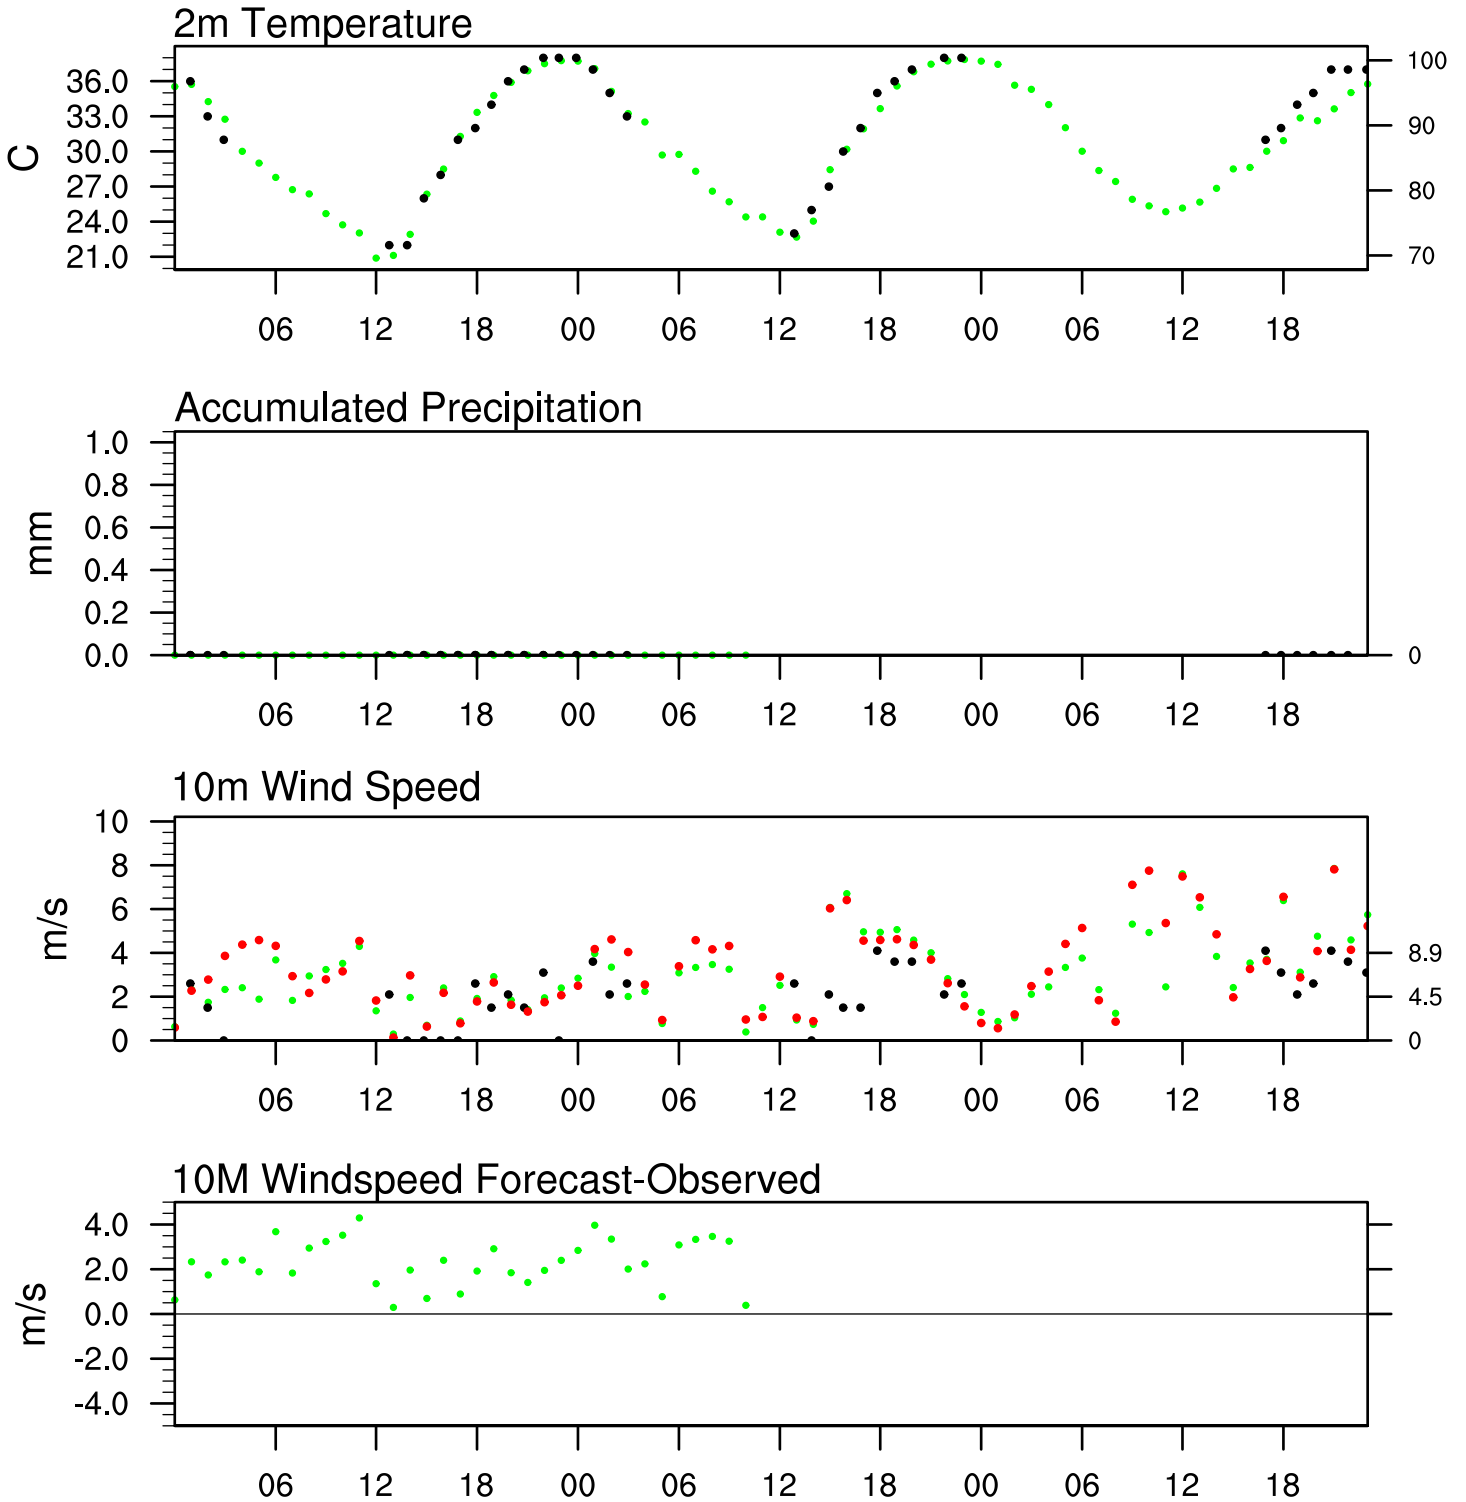 2m Temperature
C
36.0
33.0
30.0
27.0
24.0
21.0
100
90
80
70
06 12 18 00 06 12 18 00 06 12 18
Accumulated Precipitation
mm
1.0
0.8
0.6
0.4
0.2
0.0
0
06 12 18 00 06 12 18 00 06 12 18
10m Wind Speed
m/s
10
8
6
4
2
0
8.9
4.5
0
06 12 18 00 06 12 18 00 06 12 18
10M Windspeed Forecast-Observed
m/s
4.0
2.0
0.0
-2.0
-4.0
06 12 18 00 06 12 18 00 06 12 18